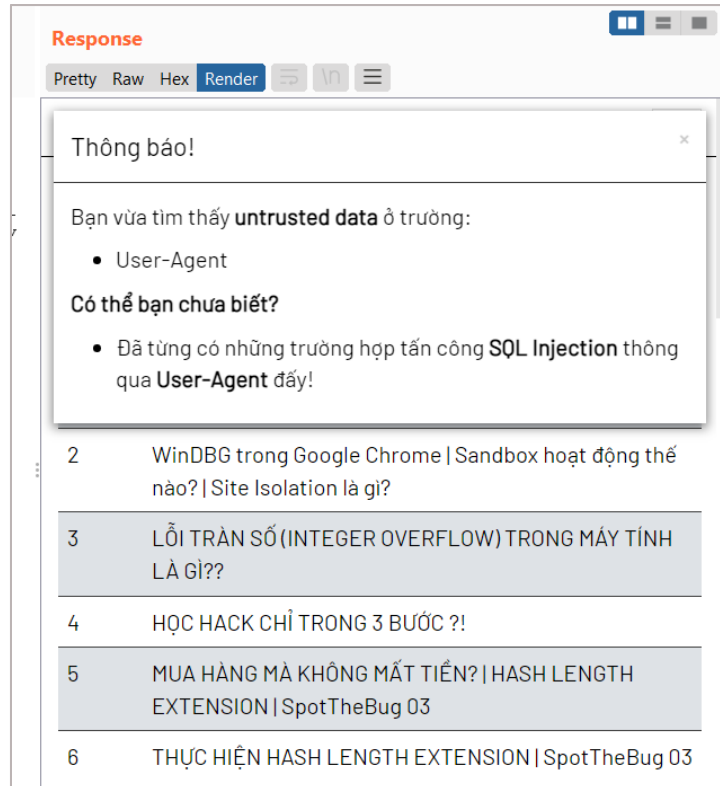 Response
Pretty Raw Hex Render \n
Thông báo!
×
Bạn vừa tìm thấy untrusted data ở trường:
• User-Agent
Có thể bạn chưa biết?
• Đã từng có những trường hợp tấn công SQL Injection thông
qua User-Agent đấy!
2 WinDBG trong Google Chrome | Sandbox hoạt động thế
nào? | Site Isolation là gì?
3 LỖI TRÀN SỐ (INTEGER OVERFLOW) TRONG MÁY TÍNH
LÀ GÌ??
4 HỌC HACK CHỈ TRONG 3 BƯỚC ?!
5 MUA HÀNG MÀ KHÔNG MẤT TIỀN? | HASH LENGTH
EXTENSION | SpotTheBug 03
6 THỰC HIỆN HASH LENGTH EXTENSION | SpotTheBug 03